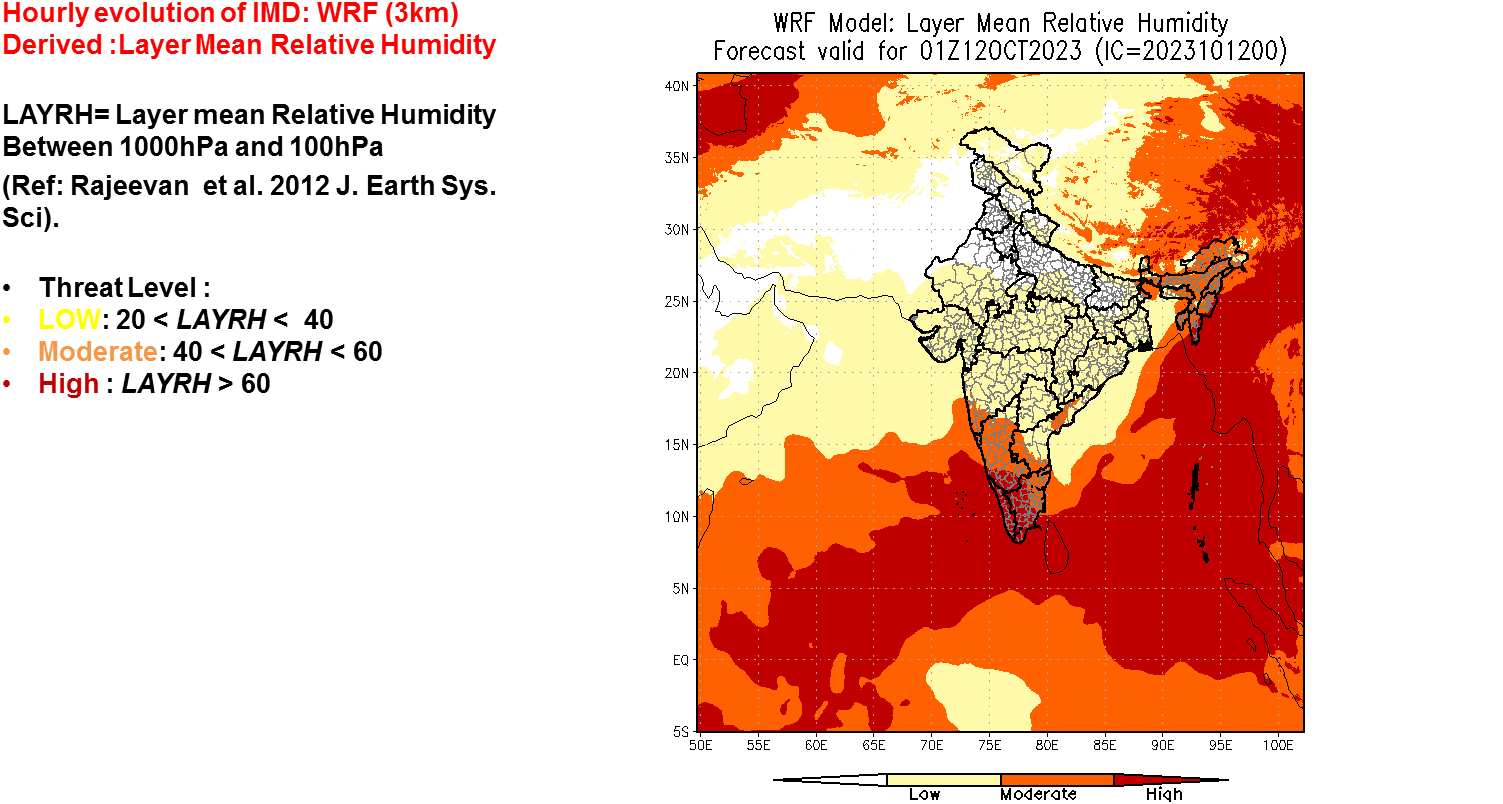 Hourly evolution of IMD: WRF (3km)
Derived :Layer Mean Relative Humidity
LAYRH= Layer mean Relative Humidity
Between 1000hPa and 100hPa
(Ref: Rajeevan et al. 2012 J. Earth Sys.
Sci).
• Threat Level :
• LOW: 20 < LAYRH < 40
• Moderate: 40 < LAYRH < 60
• High : LAYRH > 60
WRF Model: Layer Mean Relative Humidity
Forecast valid for 01Z12OCT2023 (IC=2023101200)
40N
35N
30N
25N
20N
15N
10N
5N
EQ
5S
50E 55E 60E 65E 70E 75E 80E 85E 90E 95E 100E
Low Moderate High